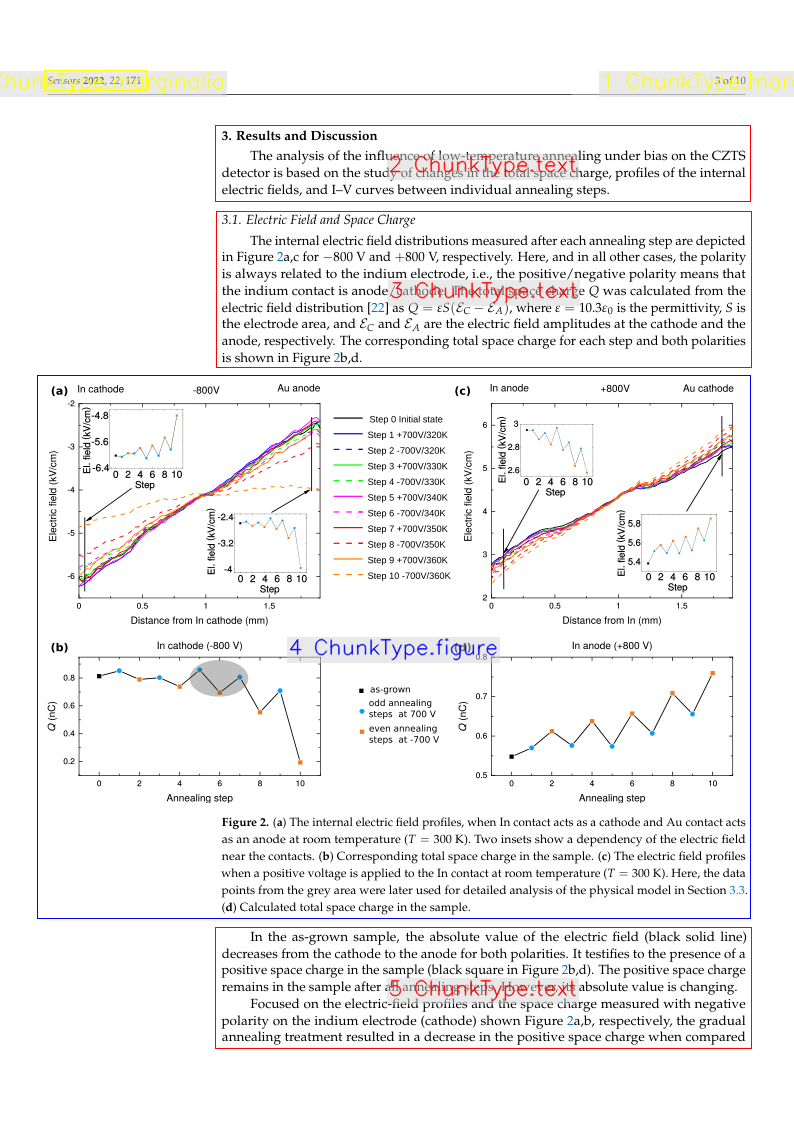 Sensors 2022, 22, 171
3 of 10
ChunkType.marginalia
1 ChunkType.mar
3. Results and Discussion
The analysis of the influence of low-temperature annealing under bias on the CZTS
2 ChunkType.text
detector is based on the study of changes in the total space charge, profiles of the internal
electric fields, and I–V curves between individual annealing steps.
3.1. Electric Field and Space Charge
The internal electric field distributions measured after each annealing step are depicted
in Figure 2a,c for −800 V and +800 V, respectively. Here, and in all other cases, the polarity
is always related to the indium electrode, i.e., the positive/negative polarity means that
the indium contact is anode/cathode. The total space charge Q was calculated from the
3 ChunkType.text
electric field distribution [22] as Q = εS(ℰC − ℰA), where ε = 10.3ε0 is the permittivity, S is
the electrode area, and ℰC and ℰA are the electric field amplitudes at the cathode and the
anode, respectively. The corresponding total space charge for each step and both polarities
is shown in Figure 2b,d.
(a) In cathode -800V Au anode
-2
-3
-4
-5
-6
Electric field (kV/cm)
0 0.5 1 1.5
Distance from In cathode (mm)
El. field (kV/cm)
-4.8
-5.6
-6.4
0 2 4 6 8 10
Step
El. field (kV/cm)
-2.4
-3.2
-4
0 2 4 6 8 10
Step
Step 0 Initial state
Step 1 +700V/320K
Step 2 -700V/320K
Step 3 +700V/330K
Step 4 -700V/330K
Step 5 +700V/340K
Step 6 -700V/340K
Step 7 +700V/350K
Step 8 -700V/350K
Step 9 +700V/360K
Step 10 -700V/360K
(c) In anode +800V Au cathode
6
5
4
3
2
Electric field (kV/cm)
0 0.5 1 1.5
Distance from In (mm)
El. field (kV/cm)
3
2.8
2.6
0 2 4 6 8 10
Step
El. field (kV/cm)
5.8
5.6
5.4
0 2 4 6 8 10
Step
4 ChunkType.figure
(b) In cathode (-800 V)
0.8
0.6
0.4
0.2
Q (nC)
0 2 4 6 8 10
Annealing step
as-grown
odd annealing
steps at 700 V
even annealing
steps at -700 V
(d) In anode (+800 V)
0.8
0.7
0.6
0.5
Q (nC)
0 2 4 6 8 10
Annealing step
Figure 2. (a) The internal electric field profiles, when In contact acts as a cathode and Au contact acts
as an anode at room temperature (T = 300 K). Two insets show a dependency of the electric field
near the contacts. (b) Corresponding total space charge in the sample. (c) The electric field profiles
when a positive voltage is applied to the In contact at room temperature (T = 300 K). Here, the data
points from the grey area were later used for detailed analysis of the physical model in Section 3.3.
(d) Calculated total space charge in the sample.
In the as-grown sample, the absolute value of the electric field (black solid line)
decreases from the cathode to the anode for both polarities. It testifies to the presence of a
positive space charge in the sample (black square in Figure 2b,d). The positive space charge
remains in the sample after all annealing steps. However, its absolute value is changing.
5 ChunkType.text
Focused on the electric-field profiles and the space charge measured with negative
polarity on the indium electrode (cathode) shown Figure 2a,b, respectively, the gradual
annealing treatment resulted in a decrease in the positive space charge when compared